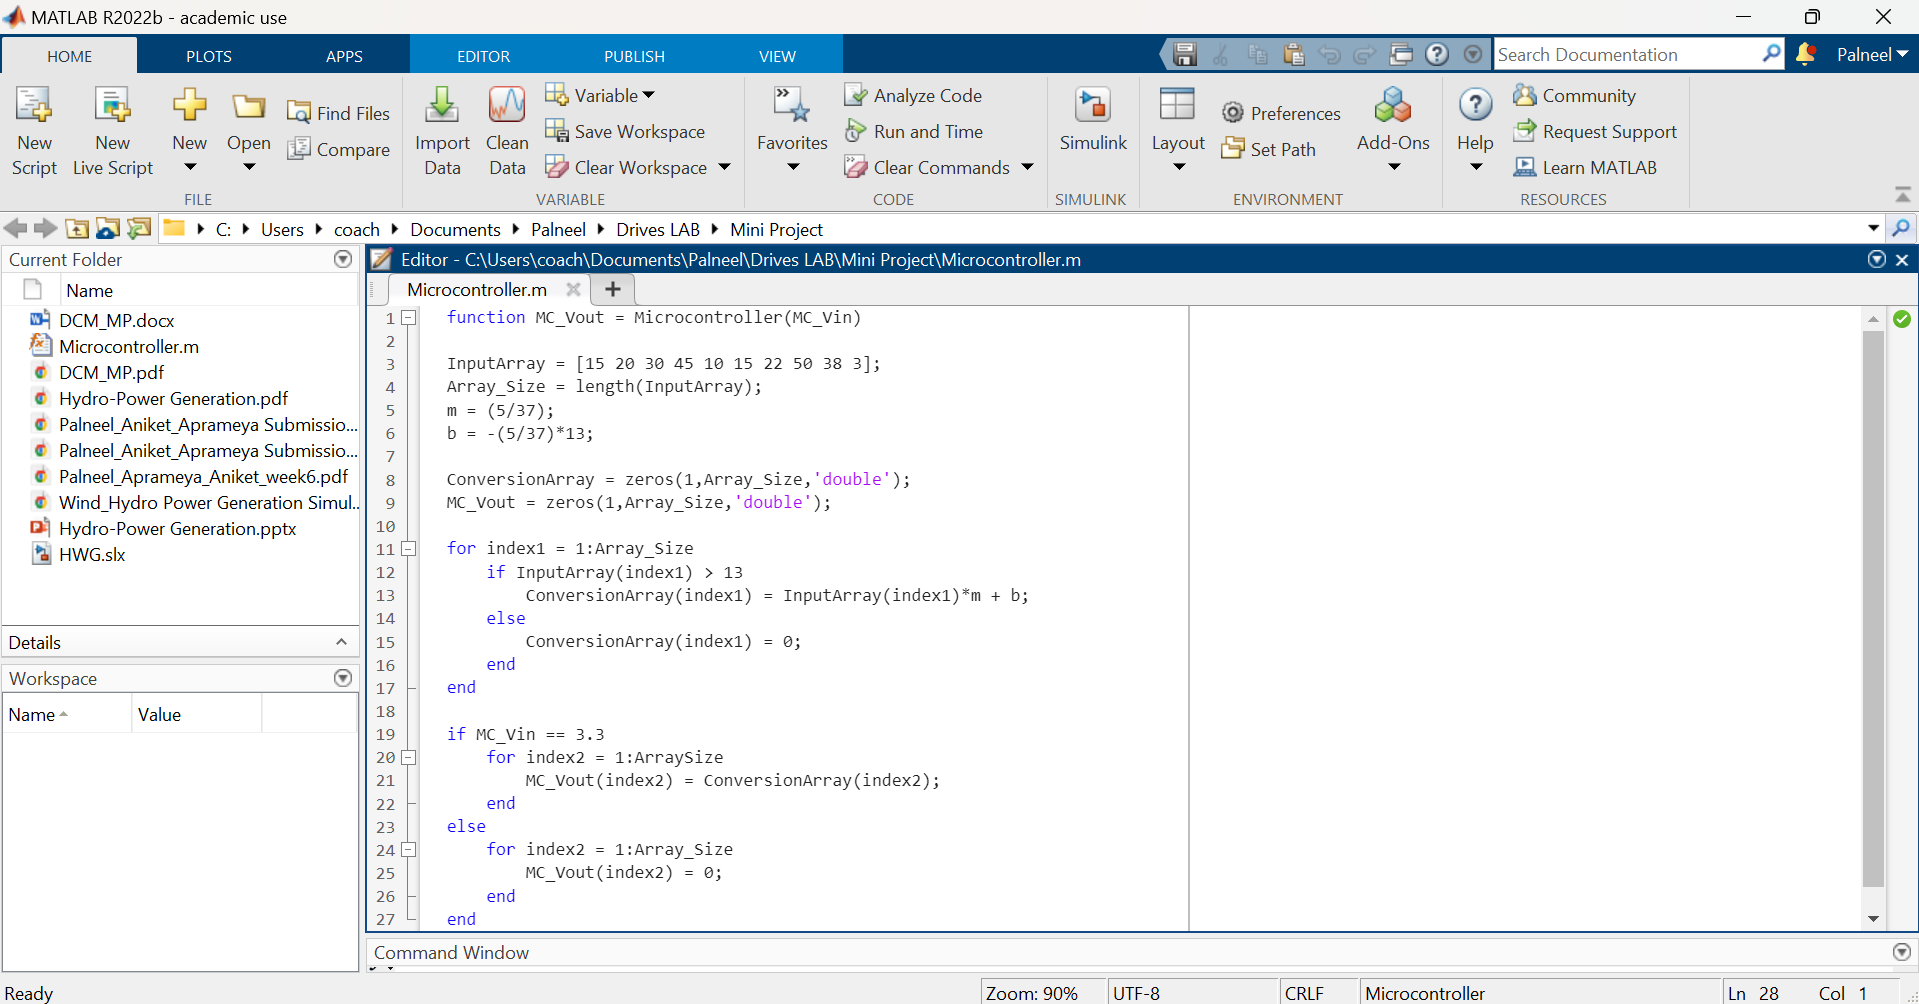 MATLAB R2022b - academic use
HOME PLOTS APPS EDITOR PUBLISH VIEW Search Documentation Palneel
New Script
New Live Script
New
Open
Find Files
Compare
FILE
Import Data
Clean Data
Variable
Save Workspace
Clear Workspace
VARIABLE
Favorites
Analyze Code
Run and Time
Clear Commands
CODE
Simulink
SIMULINK
Layout
Preferences
Set Path
Add-Ons
ENVIRONMENT
Help
Community
Request Support
Learn MATLAB
RESOURCES
C: Users coach Documents Palneel Drives LAB Mini Project
Current Folder
Name
DCM_MP.docx
Microcontroller.m
DCM_MP.pdf
Hydro-Power Generation.pdf
Palneel_Aniket_Aprameya Submissio...
Palneel_Aniket_Aprameya Submissio...
Palneel_Aprameya_Aniket_week6.pdf
Wind_Hydro Power Generation Simul...
Hydro-Power Generation.pptx
HWG.slx
Details
Workspace
Name Value
Editor - C:\Users\coach\Documents\Palneel\Drives LAB\Mini Project\Microcontroller.m
Microcontroller.m +
1 function MC_Vout = Microcontroller(MC_Vin)
2
3 InputArray = [15 20 30 45 10 15 22 50 38 3];
4 Array_Size = length(InputArray);
5 m = (5/37);
6 b = -(5/37)*13;
7
8 ConversionArray = zeros(1,Array_Size,'double');
9 MC_Vout = zeros(1,Array_Size,'double');
10
11 for index1 = 1:Array_Size
12 if InputArray(index1) > 13
13 ConversionArray(index1) = InputArray(index1)*m + b;
14 else
15 ConversionArray(index1) = 0;
16 end
17 end
18
19 if MC_Vin == 3.3
20 for index2 = 1:ArraySize
21 MC_Vout(index2) = ConversionArray(index2);
22 end
23 else
24 for index2 = 1:Array_Size
25 MC_Vout(index2) = 0;
26 end
27 end
Command Window
Ready Zoom: 90% UTF-8 CRLF Microcontroller Ln 28 Col 1